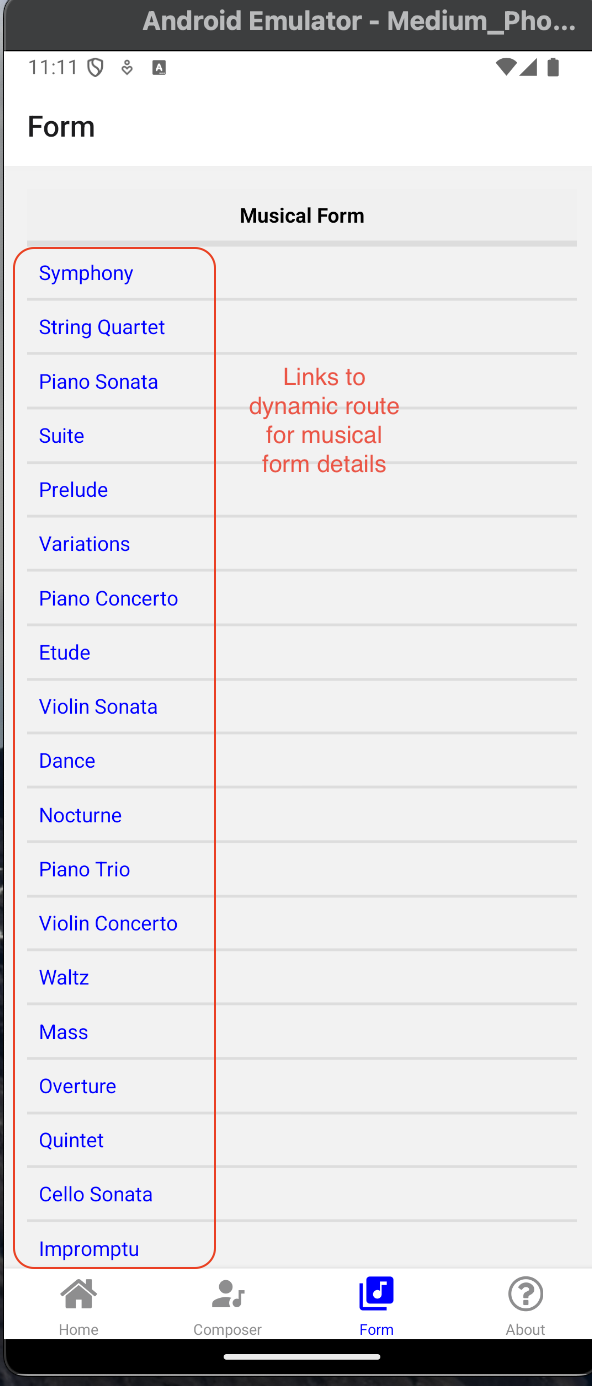 Android Emulator - Medium_Pho...
11:11
A
Form
Musical Form
Symphony
String Quartet
Links to
Piano Sonata
dynamic route
Suite
for musical
form details
Prelude
Variations
Piano Concerto
Etude
Violin Sonata
Dance
Nocturne
Piano Trio
Violin Concerto
Waltz
Mass
Overture
Quintet
Cello Sonata
Impromptu
Home Composer Form About